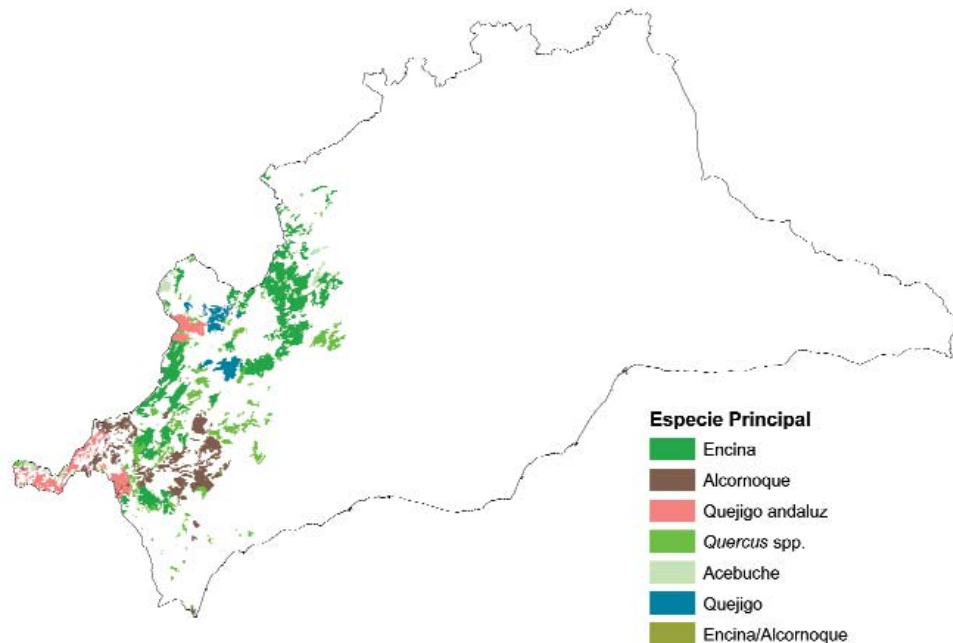 Especie Principal
Encina
Alcornoque
Quejigo andaluz
Quercus spp.
Acebuche
Quejigo
Encina/Alcornoque